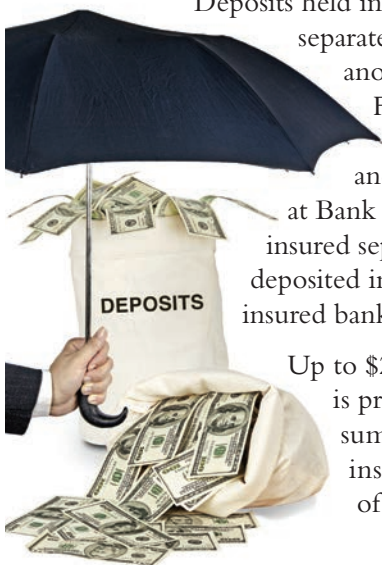 Deposits held in
separate
ano
F
an
at Bank
insured sep
deposited in
insured bank
DEPOSITS
Up to $2
is pr
sum
ins
of